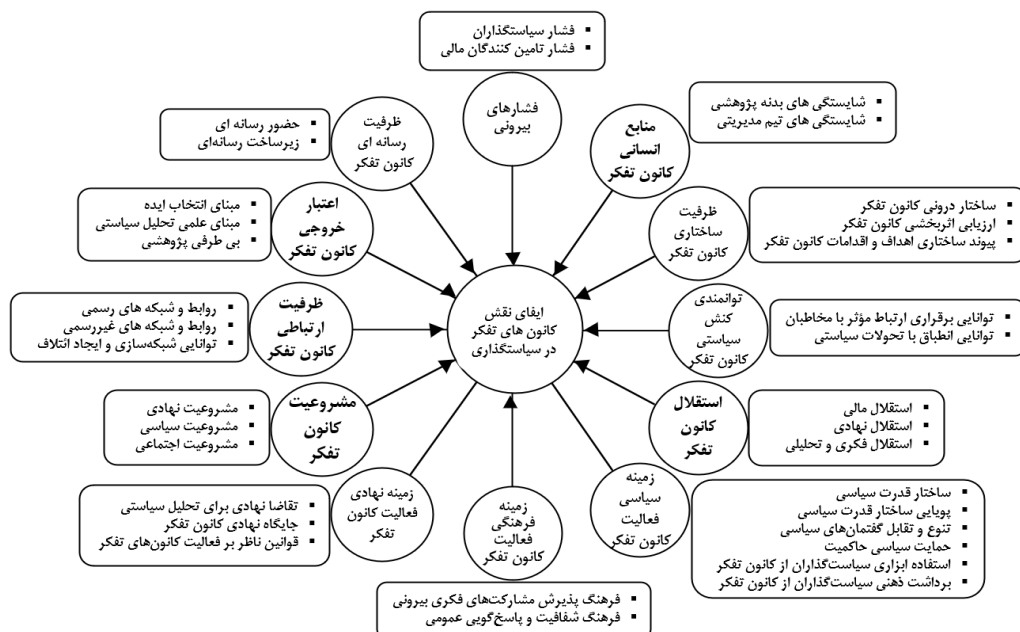 فشار سیاستگذاران
فشار تامین کنندگان مالی
فشارهای
بیرونی
شایستگی های بدنه پژوهشی
شایستگی های تیم مدیریتی
منابع
انسانی
کانون تفکر
ساختار درونی کانون تفکر
ارزیابی اثربخشی کانون تفکر
پیوند ساختاری اهداف و اقدامات کانون تفکر
ظرفیت
ساختاری
کانون تفکر
توانایی برقراری ارتباط مؤثر با مخاطبان
توانایی انطباق با تحولات سیاستی
توانمندی
کنش
سیاستی
کانون تفکر
استقلال مالی
استقلال نهادی
استقلال فکری و تحلیلی
استقلال
کانون
تفکر
ساختار قدرت سیاسی
پویایی ساختار قدرت سیاسی
تنوع و تقابل گفتمان‌های سیاسی
حمایت سیاسی حاکمیت
استفاده ابزاری سیاست‌گذاران از کانون تفکر
برداشت ذهنی سیاست‌گذاران از کانون تفکر
زمینه
سیاسی
فعالیت
کانون تفکر
زمینه
فرهنگی
فعالیت
کانون تفکر
فرهنگ پذیرش مشارکت‌های فکری بیرونی
فرهنگ شفافیت و پاسخ‌گویی عمومی
زمینه نهادی
فعالیت کانون
تفکر
تقاضا نهادی برای تحلیل سیاستی
جایگاه نهادی کانون تفکر
قوانین ناظر بر فعالیت کانون‌های تفکر
مشروعیت
کانون
تفکر
مشروعیت نهادی
مشروعیت سیاسی
مشروعیت اجتماعی
ظرفیت
ارتباطی
کانون تفکر
روابط و شبکه های رسمی
روابط و شبکه های غیررسمی
توانایی شبکه‌سازی و ایجاد ائتلاف
اعتبار
خروجی
کانون تفکر
مبنای انتخاب ایده
مبنای علمی تحلیل سیاستی
بی طرفی پژوهشی
ظرفیت
رسانه ای
کانون تفکر
حضور رسانه ای
زیرساخت رسانه‌ای
ایفای نقش
کانون های تفکر
در سیاستگذاری